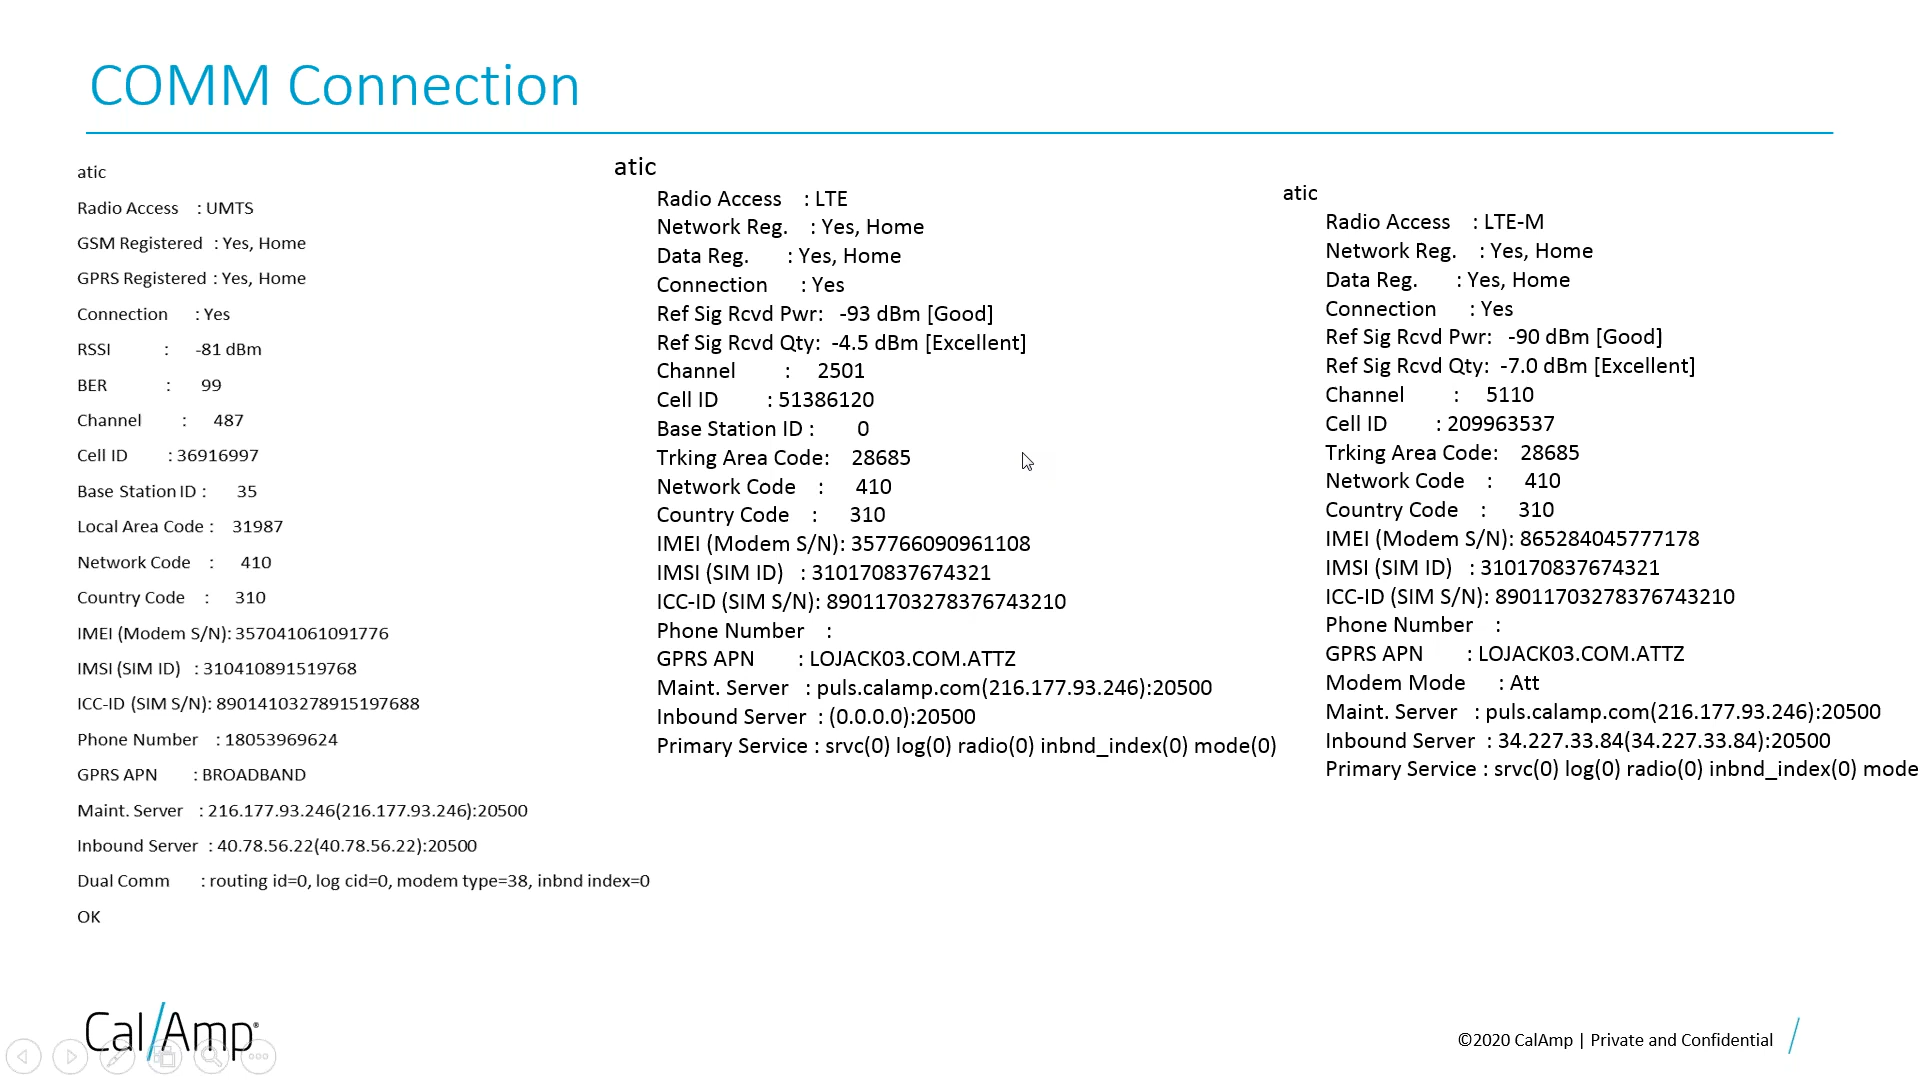 COMM Connection
atic
Radio Access : UMTS
GSM Registered : Yes, Home
GPRS Registered : Yes, Home
Connection : Yes
RSSI : -81 dBm
BER : 99
Channel : 487
Cell ID : 36916997
Base Station ID : 35
Local Area Code : 31987
Network Code : 410
Country Code : 310
IMEI (Modem S/N): 357041061091776
IMSI (SIM ID) : 310410891519768
ICC-ID (SIM S/N): 89014103278915197688
Phone Number : 18053969624
GPRS APN : BROADBAND
Maint. Server : 216.177.93.246(216.177.93.246):20500
Inbound Server : 40.78.56.22(40.78.56.22):20500
Dual Comm : routing id=0, log cid=0, modem type=38, inbnd index=0
OK
atic
Radio Access : LTE
Network Reg. : Yes, Home
Data Reg. : Yes, Home
Connection : Yes
Ref Sig Rcvd Pwr: -93 dBm [Good]
Ref Sig Rcvd Qty: -4.5 dBm [Excellent]
Channel : 2501
Cell ID : 51386120
Base Station ID : 0
Trking Area Code: 28685
Network Code : 410
Country Code : 310
IMEI (Modem S/N): 357766090961108
IMSI (SIM ID) : 310170837674321
ICC-ID (SIM S/N): 89011703278376743210
Phone Number :
GPRS APN : LOJACK03.COM.ATTZ
Maint. Server : puls.calamp.com(216.177.93.246):20500
Inbound Server : (0.0.0.0):20500
Primary Service : srvc(0) log(0) radio(0) inbnd_index(0) mode(0)
atic
Radio Access : LTE-M
Network Reg. : Yes, Home
Data Reg. : Yes, Home
Connection : Yes
Ref Sig Rcvd Pwr: -90 dBm [Good]
Ref Sig Rcvd Qty: -7.0 dBm [Excellent]
Channel : 5110
Cell ID : 209963537
Trking Area Code: 28685
Network Code : 410
Country Code : 310
IMEI (Modem S/N): 865284045777178
IMSI (SIM ID) : 310170837674321
ICC-ID (SIM S/N): 89011703278376743210
Phone Number :
GPRS APN : LOJACK03.COM.ATTZ
Modem Mode : Att
Maint. Server : puls.calamp.com(216.177.93.246):20500
Inbound Server : 34.227.33.84(34.227.33.84):20500
Primary Service : srvc(0) log(0) radio(0) inbnd_index(0) mode
Cal/Amp®
©2020 CalAmp | Private and Confidential